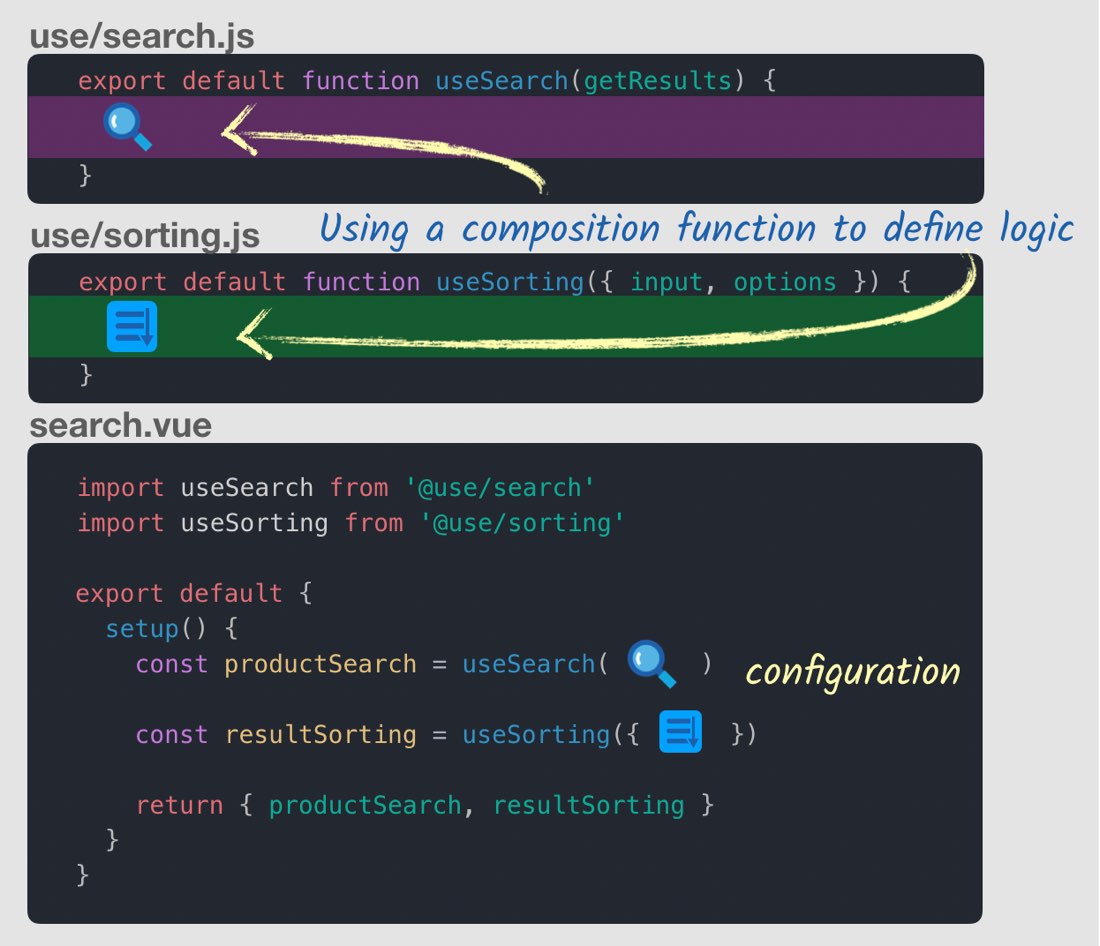 use/search.js
export default function useSearch(getResults) {
}
Using a composition function to define logic
use/sorting.js
export default function useSorting({ input, options }) {
}
search.vue
import useSearch from '@use/search'
import useSorting from '@use/sorting'
export default {
setup() {
const productSearch = useSearch( )
configuration
const resultSorting = useSorting({ })
return { productSearch, resultSorting }
}
}